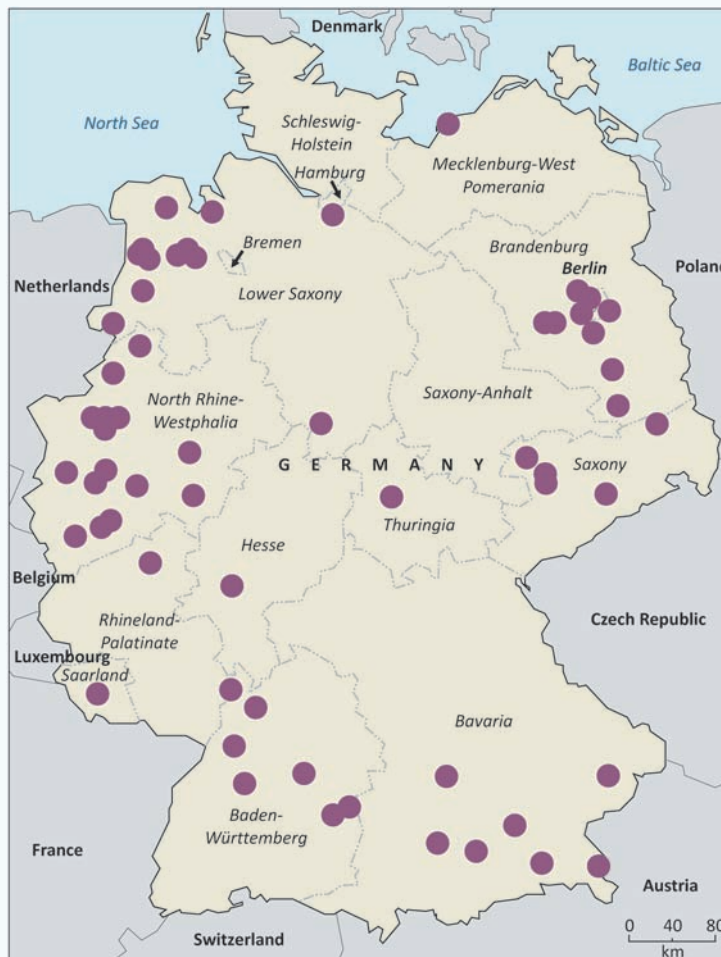 Denmark
Baltic Sea
North Sea
Schleswig-
Holstein
Hamburg
Mecklenburg-West
Pomerania
Bremen
Brandenburg
Berlin
Poland
Netherlands
Lower Saxony
Saxony-Anhalt
North Rhine-
Westphalia
GERMANY
Saxony
Thuringia
Hesse
Belgium
Czech Republic
Rhineland-
Palatinate
Luxembourg
Saarland
Bavaria
Baden-
Württemberg
France
Austria
Switzerland
0 40 80
km